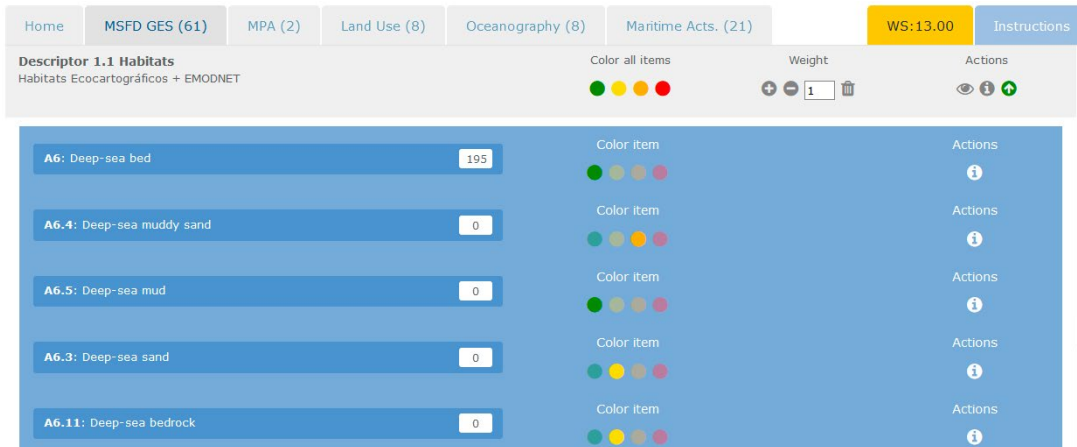 Home MSFD GES (61) MPA (2) Land Use (8) Oceanography (8) Maritime Acts. (21) WS:13.00 Instructions
Descriptor 1.1 Habitats Color all items Weight Actions
Habitats Ecocartográficos + EMODNET
1
Color item Actions
A6: Deep-sea bed 195
Color item Actions
A6.4: Deep-sea muddy sand 0
Color item Actions
A6.5: Deep-sea mud 0
Color item Actions
A6.3: Deep-sea sand 0
Color item Actions
A6.11: Deep-sea bedrock 0